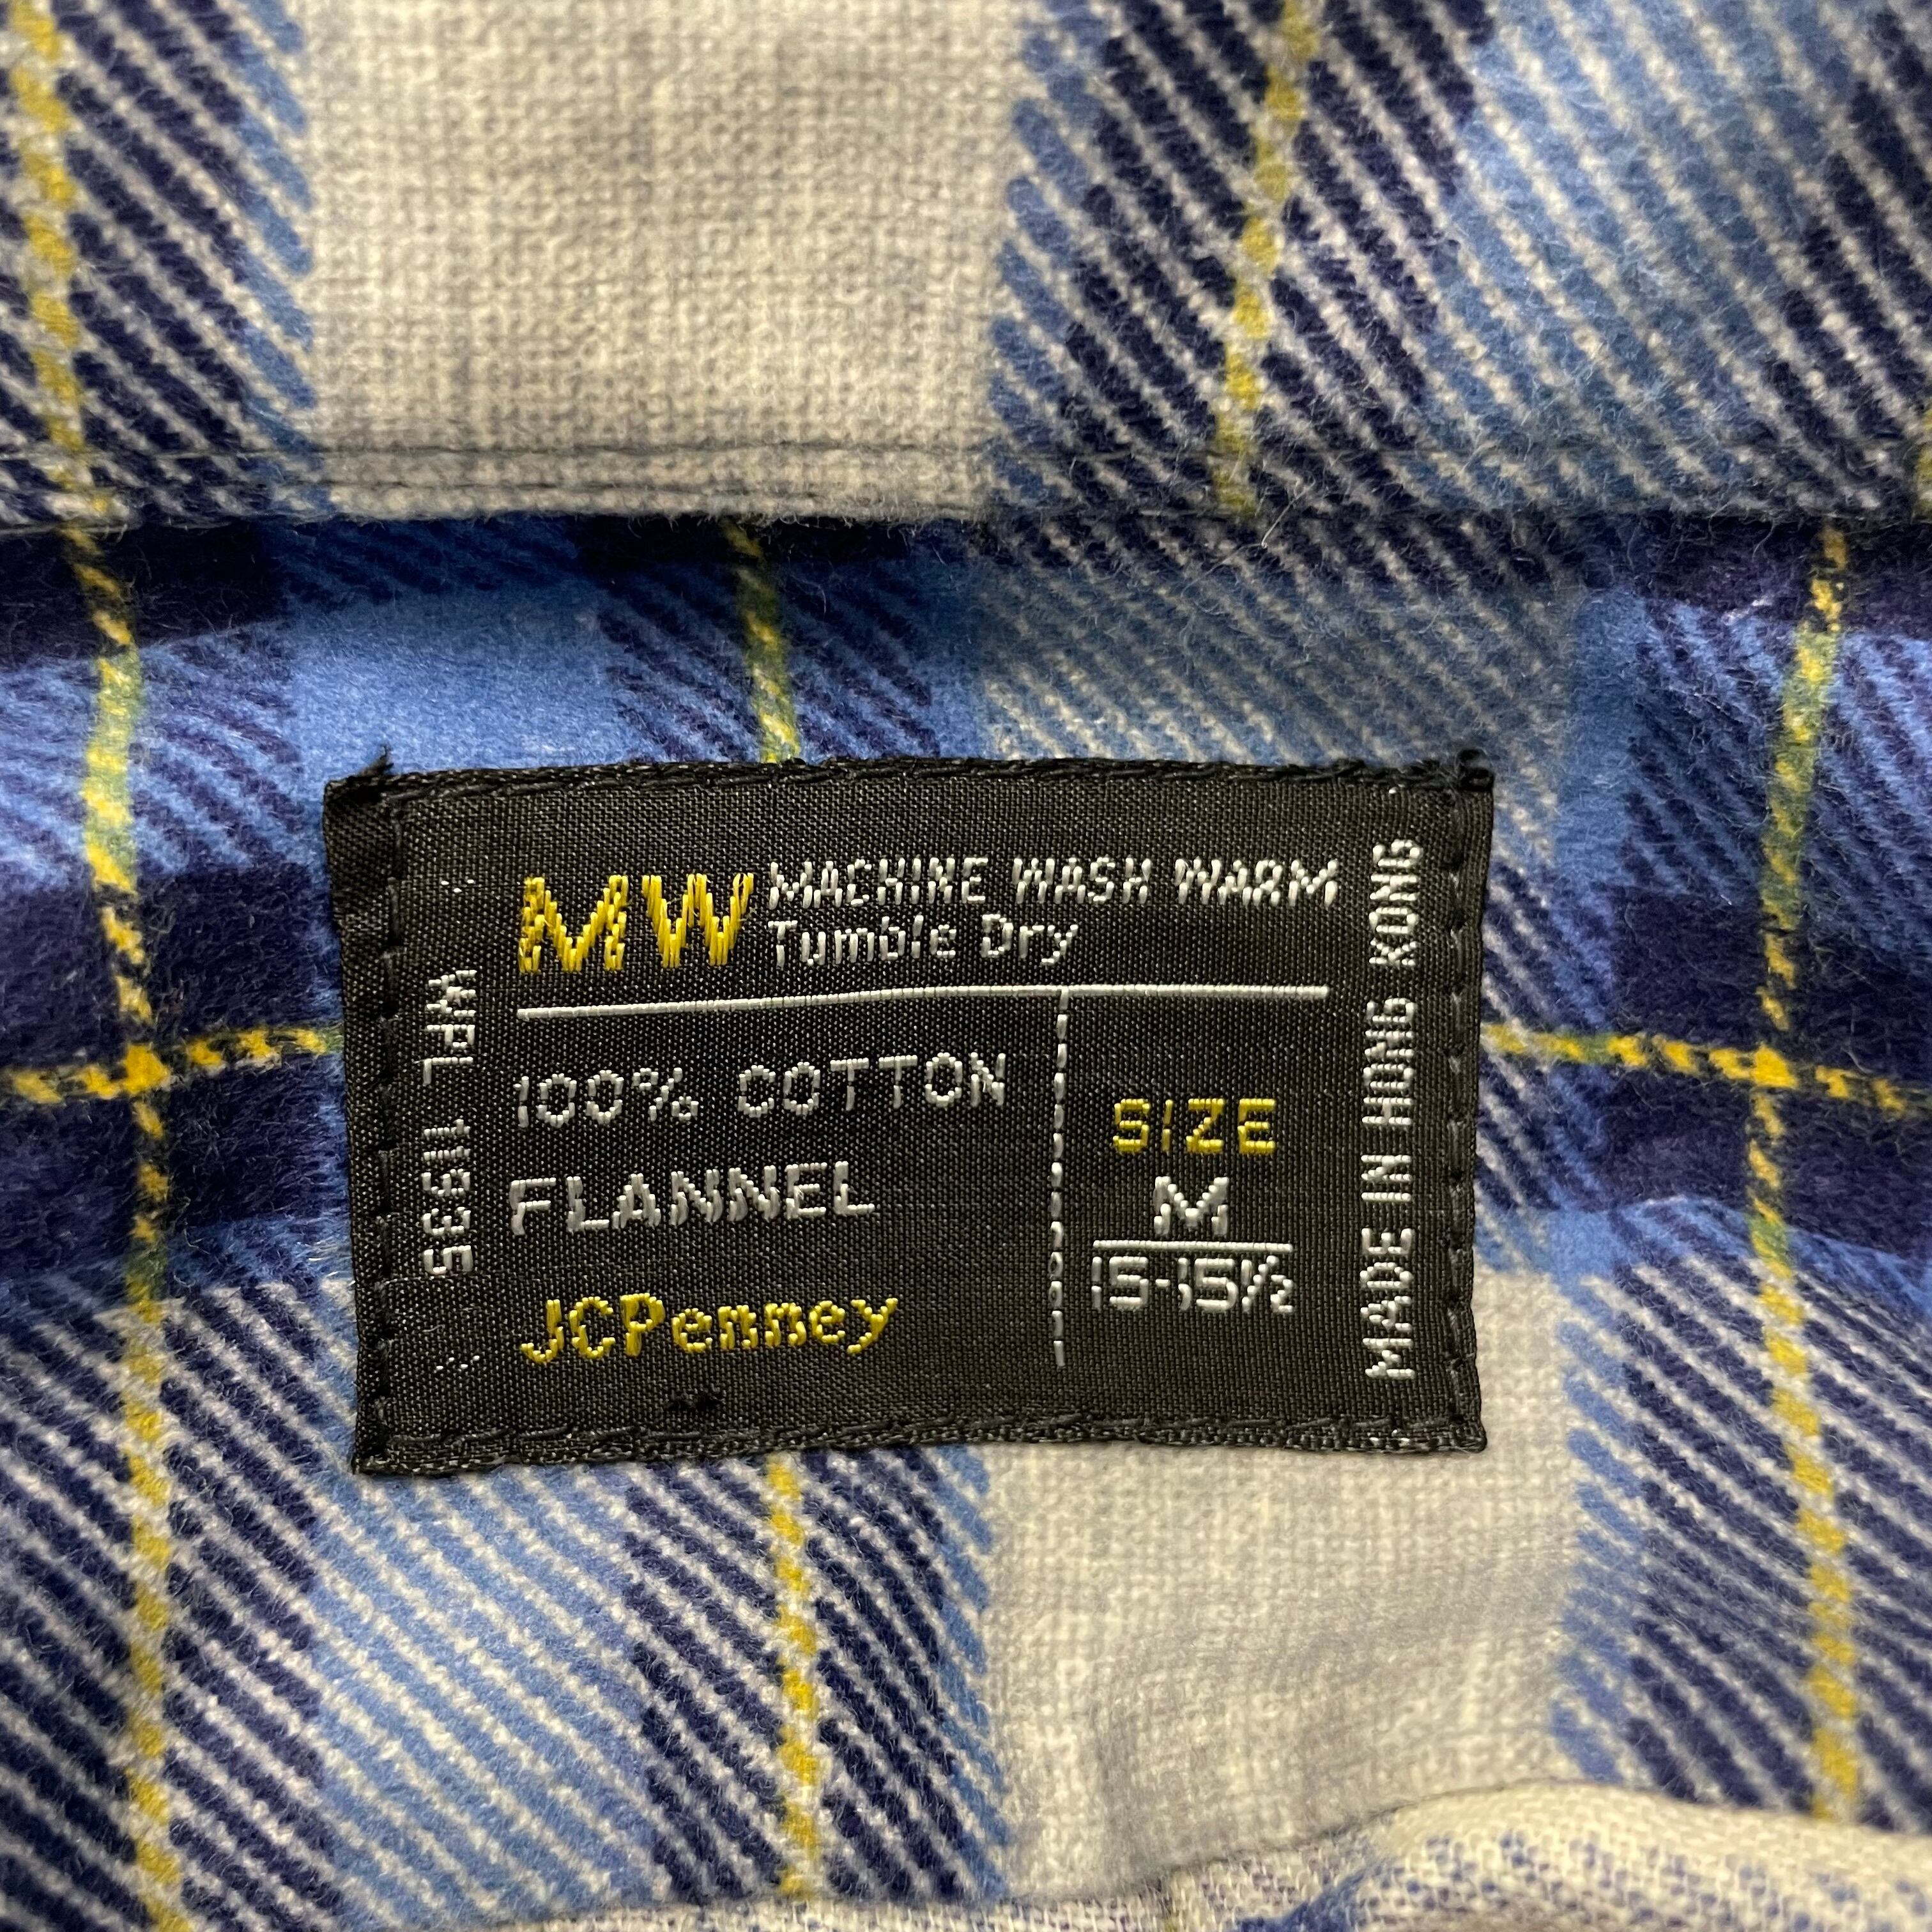 MW MACHINE WASH WARM
Tumble Dry
WPL 11935
100% COTTON
FLANNEL
JCPenney
SIZE
M
15-15½
MADE IN HONG KONG